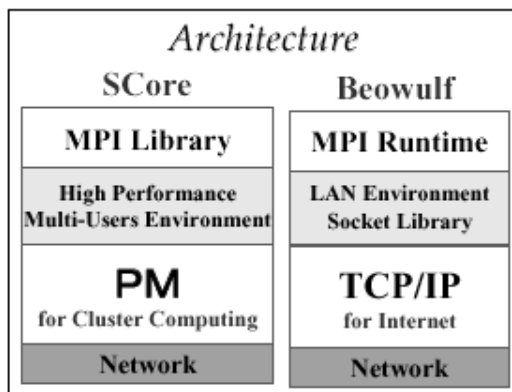 Architecture
SCore
MPI Library
High Performance
Multi-Users Environment
PM
for Cluster Computing
Network
Beowulf
MPI Runtime
LAN Environment
Socket Library
TCP/IP
for Internet
Network